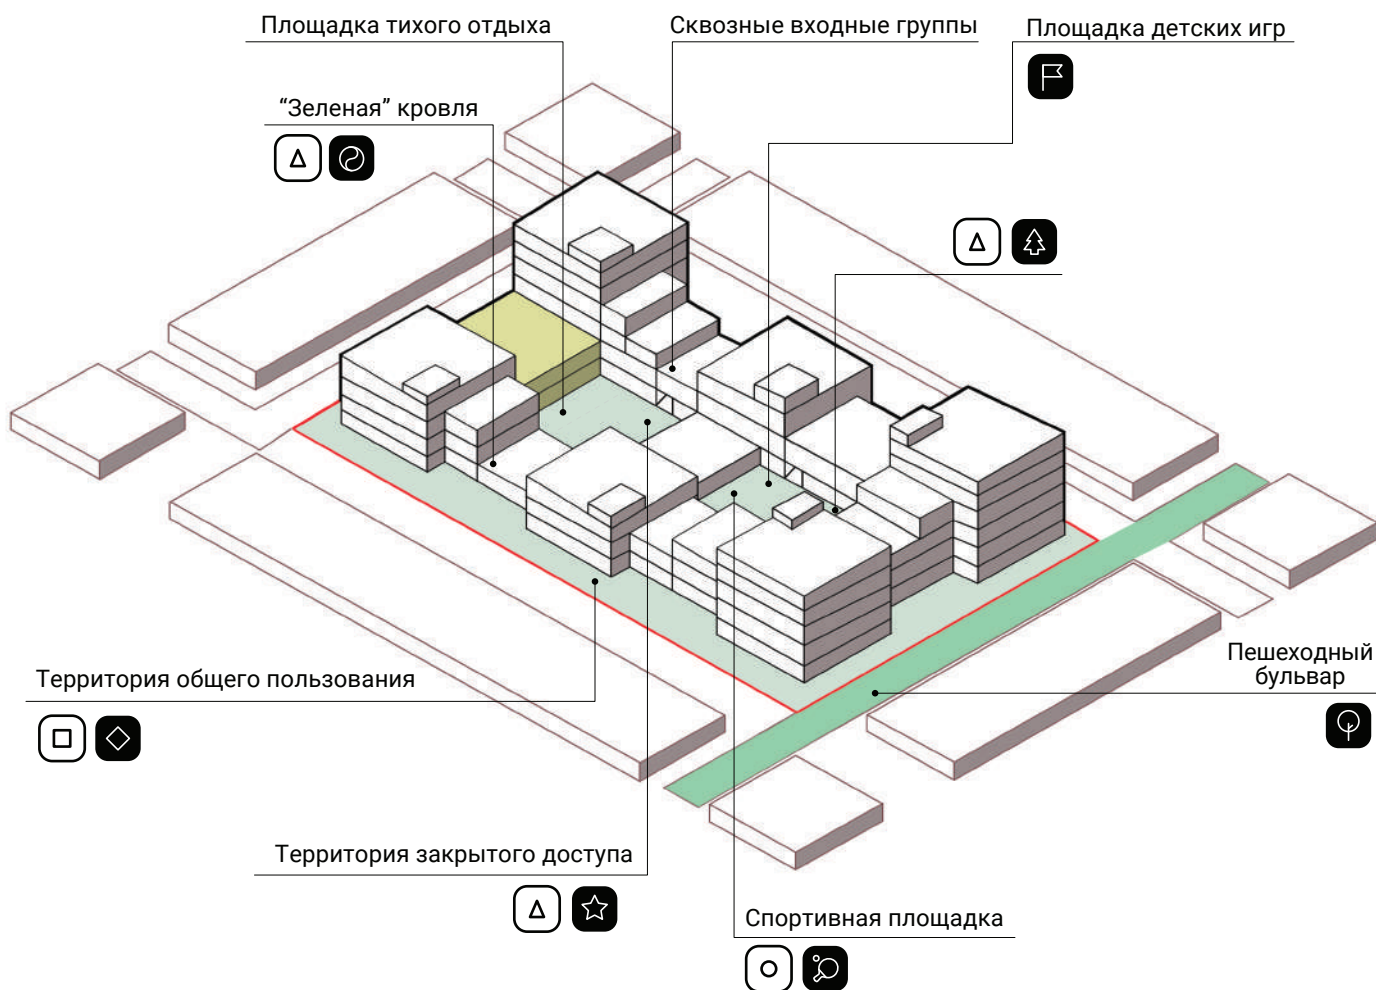 Площадка тихого отдыха
Сквозные входные группы
Площадка детских игр
“Зеленая” кровля
Территория общего пользования
Пешеходный
бульвар
Территория закрытого доступа
Спортивная площадка